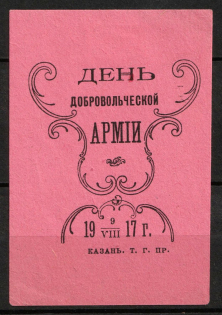 ДЕНЬ
ДОБРОВОЛЬЧЕСКОЙ
АРМІИ
19 9/VIII 17 г.
КАЗАНЬ. Т. Г. ПР.